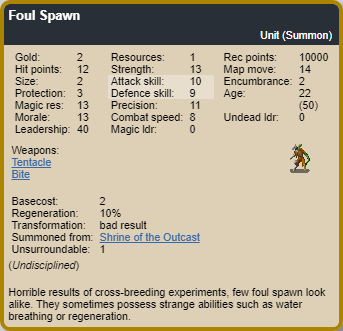 Foul Spawn
Unit (Summon)
Gold: 2 Resources: 1 Rec points: 10000
Hit points: 12 Strength: 13 Map move: 14
Size: 2 Attack skill: 10 Encumbrance: 2
Protection: 3 Defence skill: 9 Age: 22
Magic res: 13 Precision: 11 (50)
Morale: 13 Combat speed: 8 Undead ldr: 0
Leadership: 40 Magic ldr: 0
Weapons:
Tentacle
Bite
Basecost: 2
Regeneration: 10%
Transformation: bad result
Summoned from: Shrine of the Outcast
Unsurroundable: 1
(Undisciplined)
Horrible results of cross-breeding experiments, few foul spawn look
alike. They sometimes possess strange abilities such as water
breathing or regeneration.